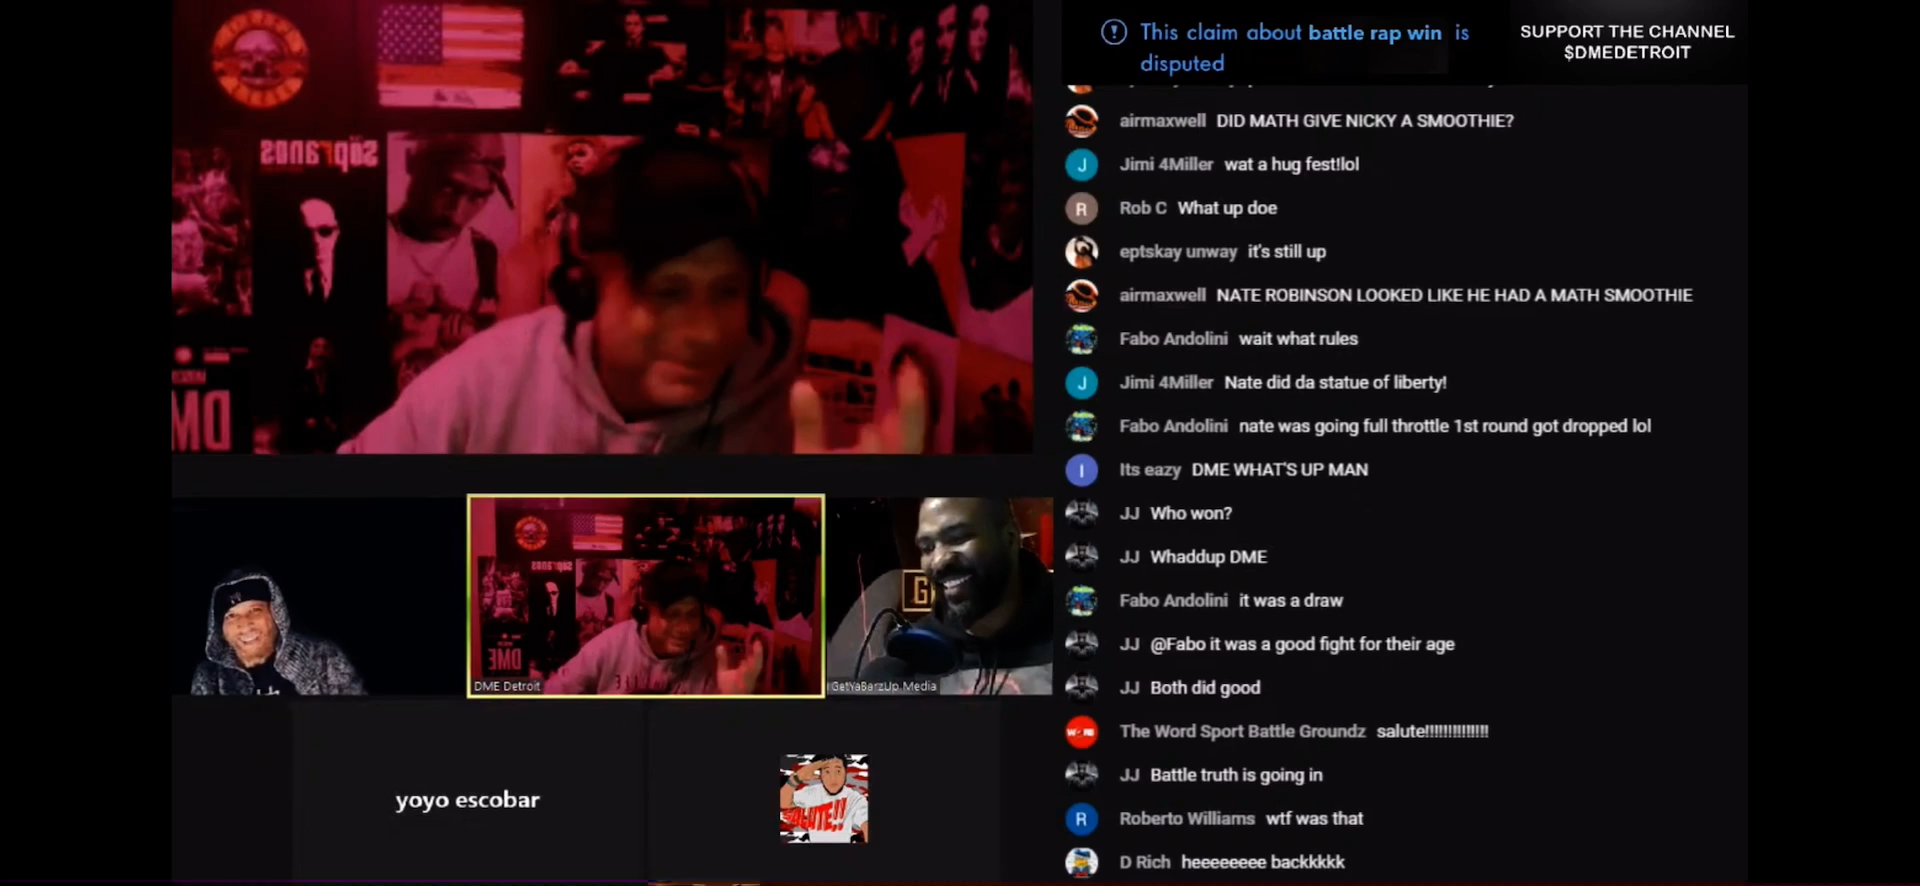 This claim about battle rap win is
disputed
SUPPORT THE CHANNEL
$DMEDETROIT
airmaxwell DID MATH GIVE NICKY A SMOOTHIE?
Jimi 4Miller wat a hug fest!lol
Rob C What up doe
eptskay unway it's still up
airmaxwell NATE ROBINSON LOOKED LIKE HE HAD A MATH SMOOTHIE
Fabo Andolini wait what rules
Jimi 4Miller Nate did da statue of liberty!
Fabo Andolini nate was going full throttle 1st round got dropped lol
Its eazy DME WHAT'S UP MAN
JJ Who won?
JJ Whaddup DME
Fabo Andolini it was a draw
JJ @Fabo it was a good fight for their age
JJ Both did good
The Word Sport Battle Groundz salute!!!!!!!!!!!!!!
JJ Battle truth is going in
Roberto Williams wtf was that
D Rich heeeeeeee backkkkk
Sopranos
DME
DME
G
DME Detroit
GetYaBarzUp Media
yoyo escobar
SALUTE!!